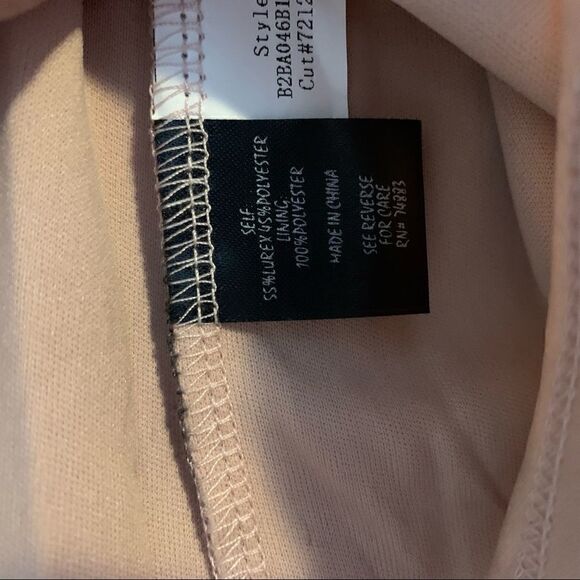 Style
B2BA046B1
Cut#7212
SELF
55%LUREX 45%POLYESTER
LINING
100%POLYESTER
MADE IN CHINA
SEE REVERSE
FOR CARE
RN# 74883